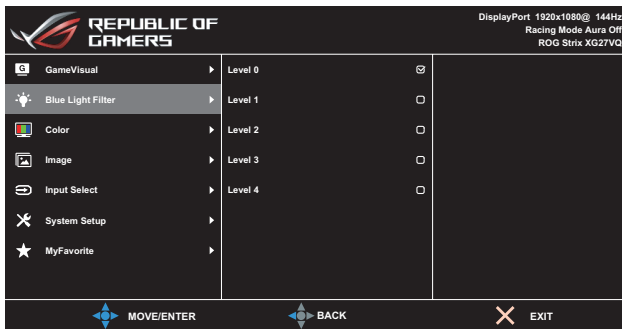 REPUBLIC OF
GAMERS
DisplayPort 1920x1080@ 144Hz
Racing Mode Aura Off
ROG Strix XG27VQ
G GameVisual
Blue Light Filter
Color
Image
Input Select
System Setup
MyFavorite
Level 0
Level 1
Level 2
Level 3
Level 4
MOVE/ENTER
BACK
EXIT